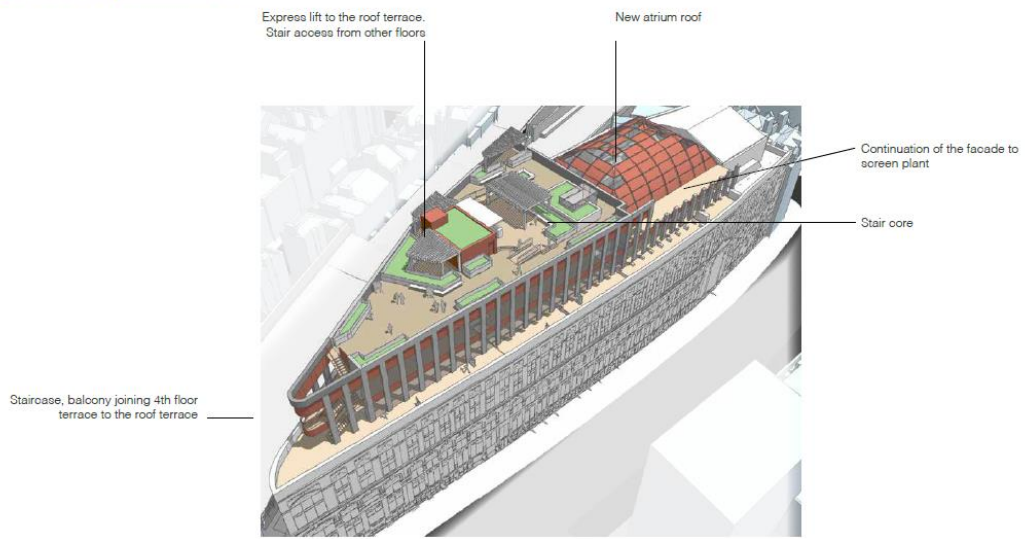 Express lift to the roof terrace.
Stair access from other floors
New atrium roof
Continuation of the facade to
screen plant
Stair core
Staircase, balcony joining 4th floor
terrace to the roof terrace